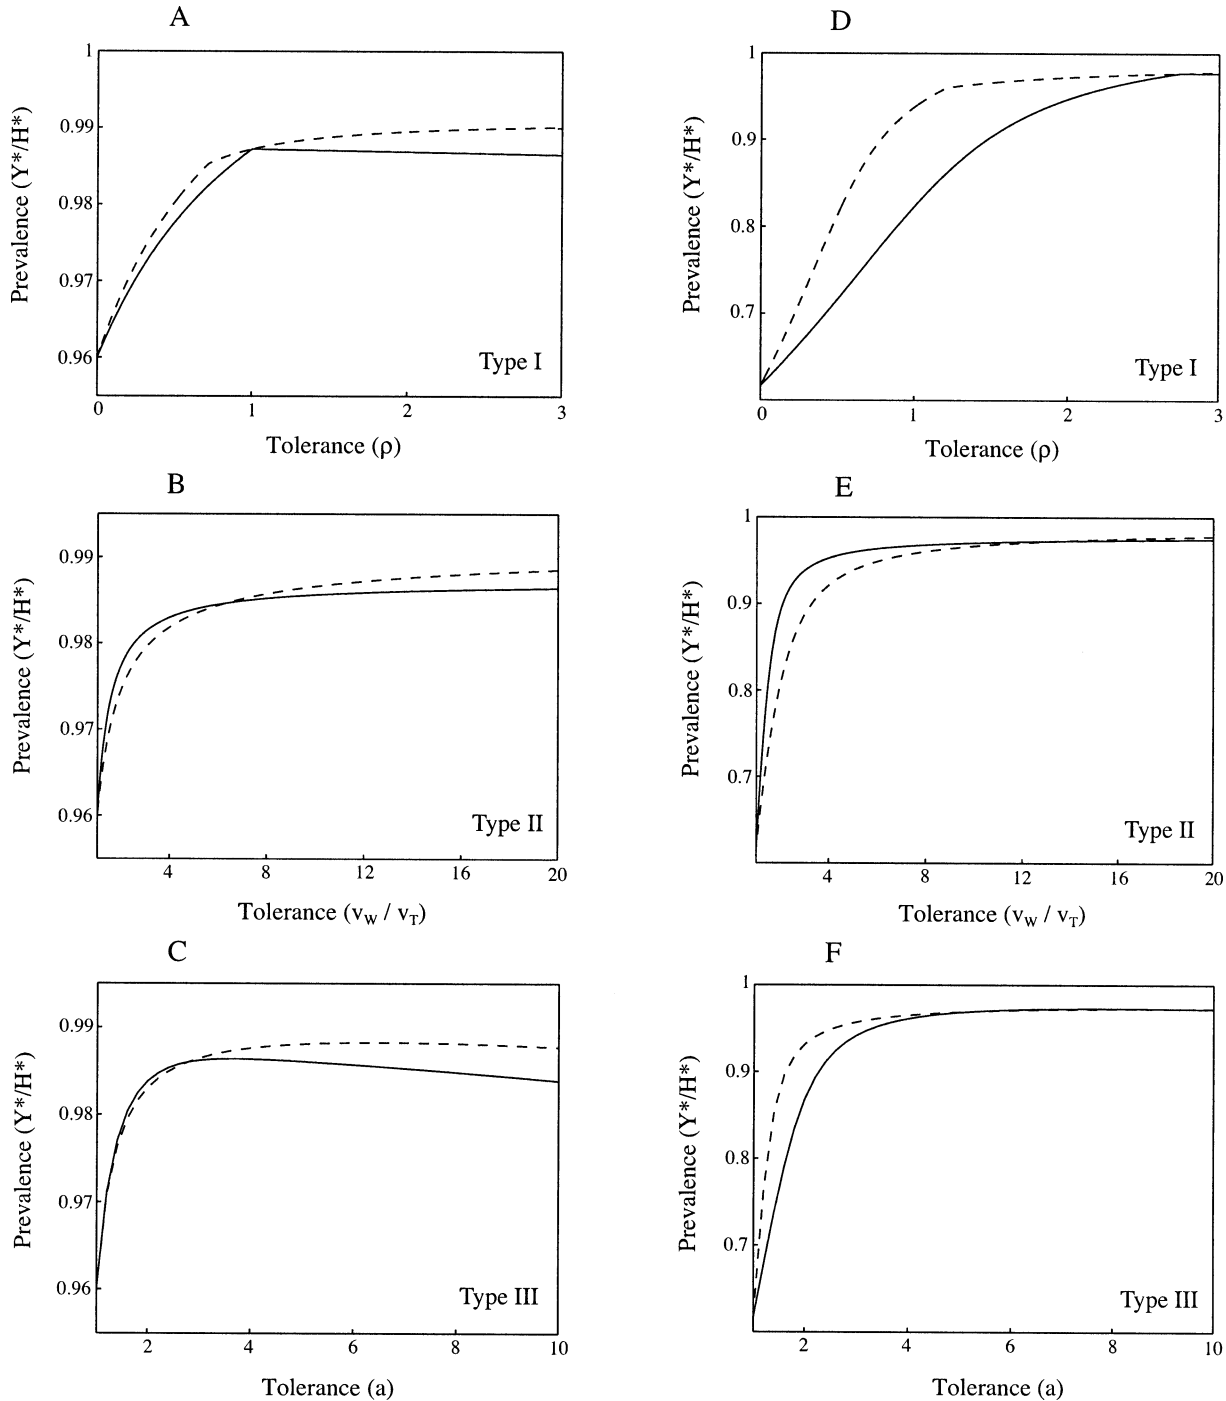 A
Prevalence (Y*/H*)
1
0.99
0.98
0.97
0.96
Type I
0
1
2
3
Tolerance (ρ)
D
Prevalence (Y*/H*)
1
0.9
0.8
0.7
Type I
0
1
2
3
Tolerance (ρ)
B
Prevalence (Y*/H*)
0.99
0.98
0.97
0.96
Type II
4
8
12
16
20
Tolerance (v_W / v_T)
E
Prevalence (Y*/H*)
1
0.9
0.8
0.7
Type II
4
8
12
16
20
Tolerance (v_W / v_T)
C
Prevalence (Y*/H*)
0.99
0.98
0.97
0.96
Type III
2
4
6
8
10
Tolerance (a)
F
Prevalence (Y*/H*)
1
0.9
0.8
0.7
Type III
2
4
6
8
10
Tolerance (a)